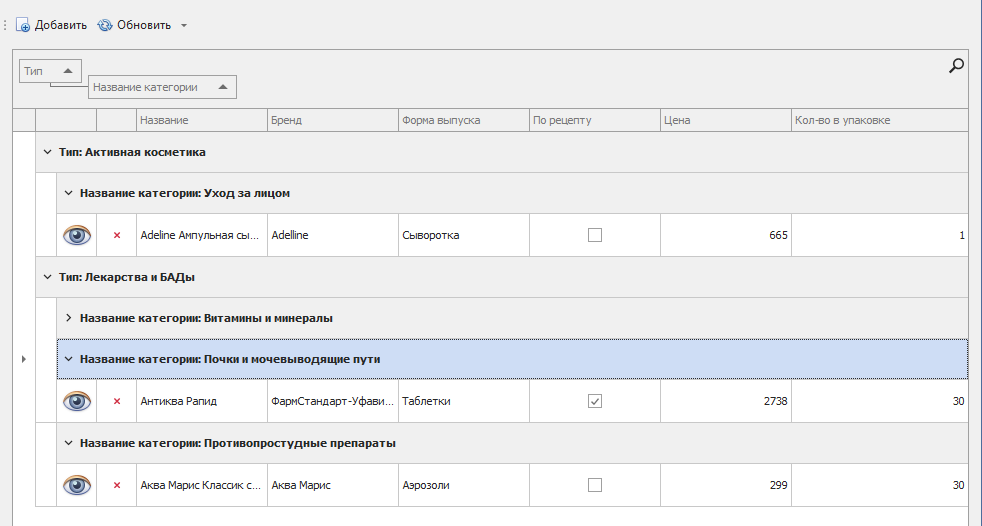 Добавить Обновить
Тип
Название категории
Название Бренд Форма выпуска По рецепту Цена Кол-во в упаковке
Тип: Активная косметика
Название категории: Уход за лицом
Adeline Ампульная сы... Adelline Сыворотка 665 1
Тип: Лекарства и БАДы
Название категории: Витамины и минералы
Название категории: Почки и мочевыводящие пути
Антиква Рапид ФармСтандарт-Уфави... Таблетки 2738 30
Название категории: Противопростудные препараты
Аква Марис Классик с... Аква Марис Аэрозоли 299 30